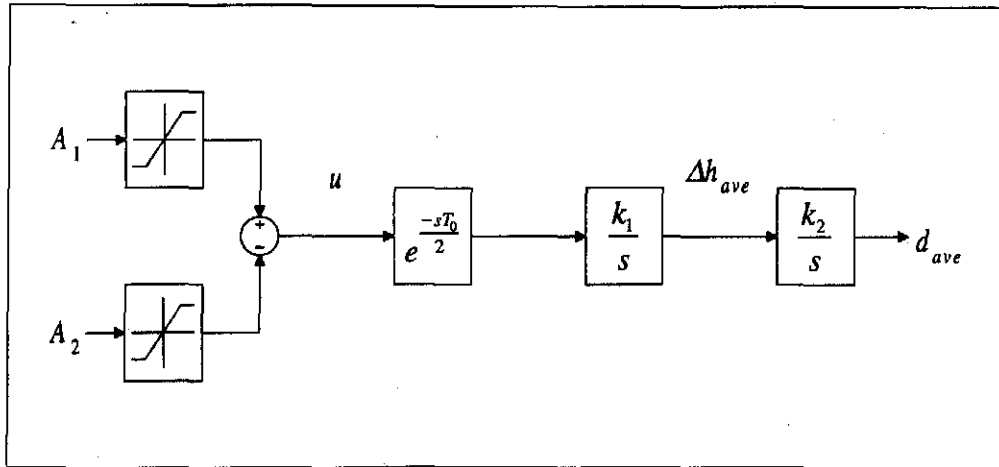 A₁
u
Δh_ave
e^(-sT₀/2)
k₁/s
k₂/s
d_ave
+
-
A₂